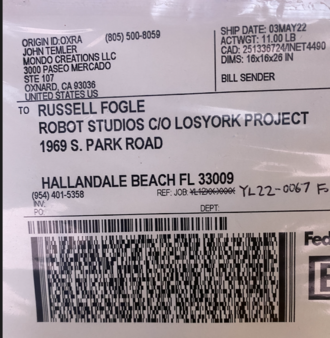 ORIGIN ID:OXRA (805) 500-8059
JOHN TEMLER
MONDO CREATIONS LLC
3000 PASEO MERCADO
STE 107
OXNARD, CA 93036
UNITED STATES US
SHIP DATE: 03MAY22
ACTWGT: 11.00 LB
CAD: 251336724/INET4490
DIMS: 16x16x26 IN
BILL SENDER
TO RUSSELL FOGLE
ROBOT STUDIOS C/O LOSYORK PROJECT
1969 S. PARK ROAD
HALLANDALE BEACH FL 33009
(954) 401-5358 REF: JOB: YL22-0067 F
INV:
PO: DEPT:
FedE
E